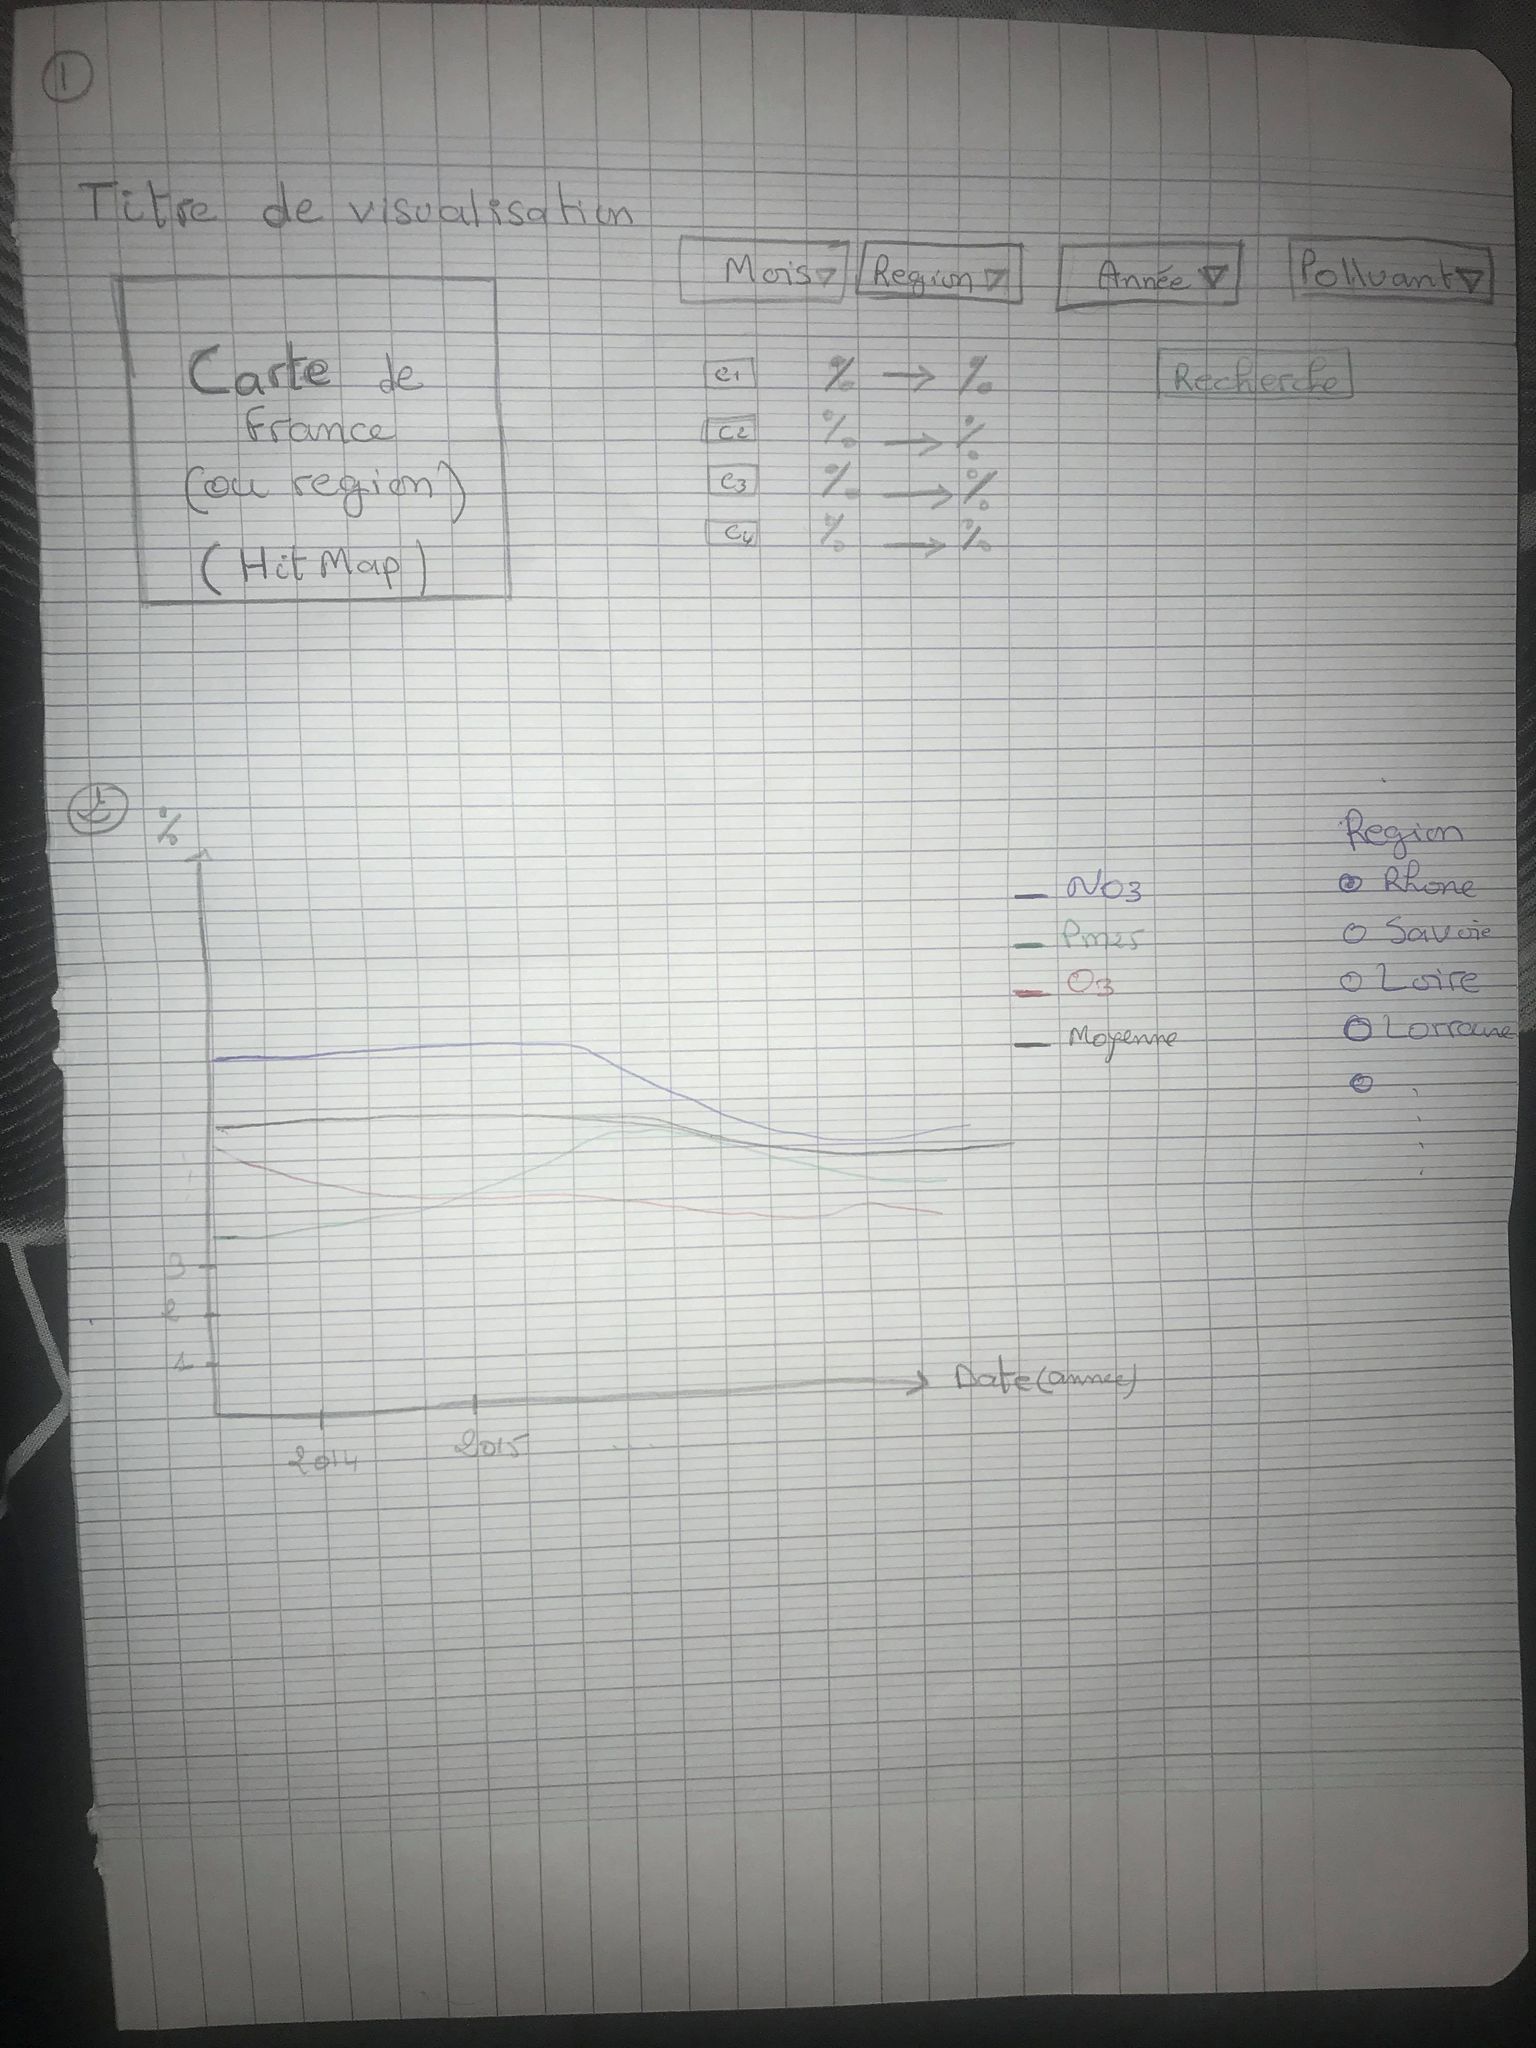 1
Titre de visualisation
Mois Region Année Polluant
Carte de
France
(ou region)
(Hit Map)
C1 % → %
C2 % → %
C3 % → %
C4 % → %
Recherche
2
%
NO3
Pm25
O3
Moyenne
Region
Rhone
Savoie
Loire
Lorraine
3
2
1
Date (année)
2014 2015 ...